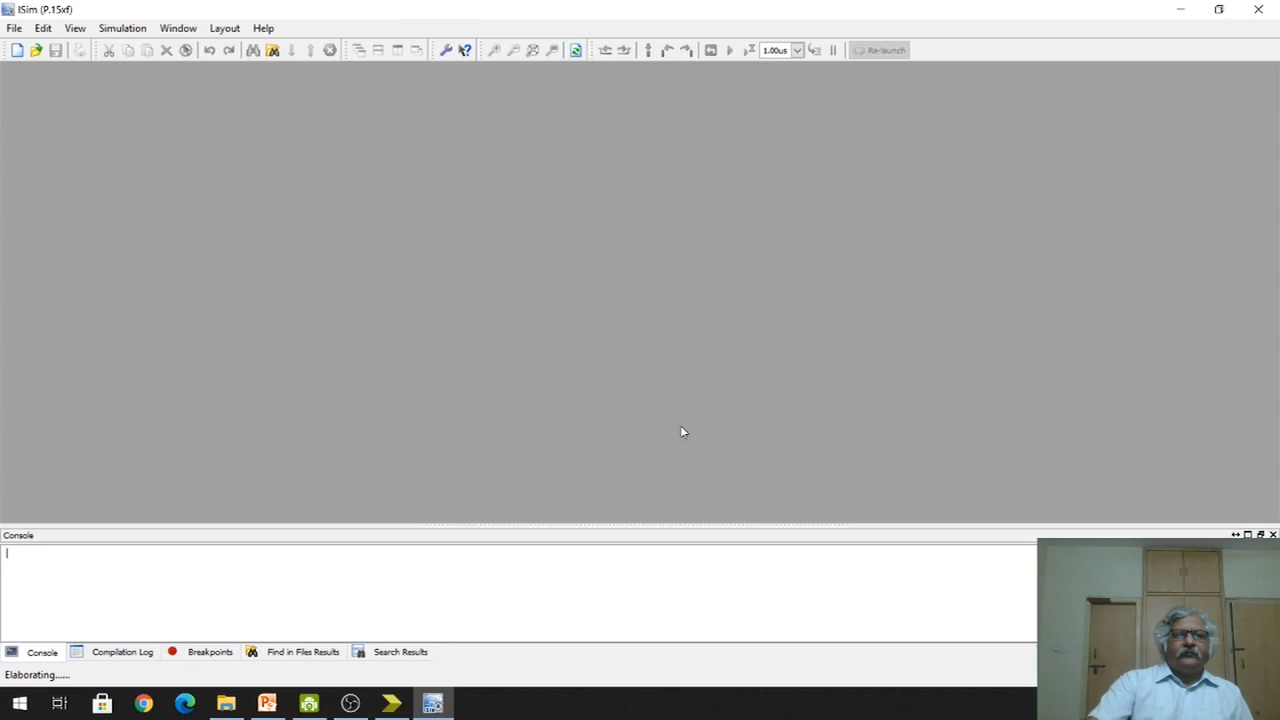 ISim (P.15xf)
File Edit View Simulation Window Layout Help
1.00us Re-launch
Console
Console Compilation Log Breakpoints Find in Files Results Search Results
Elaborating......